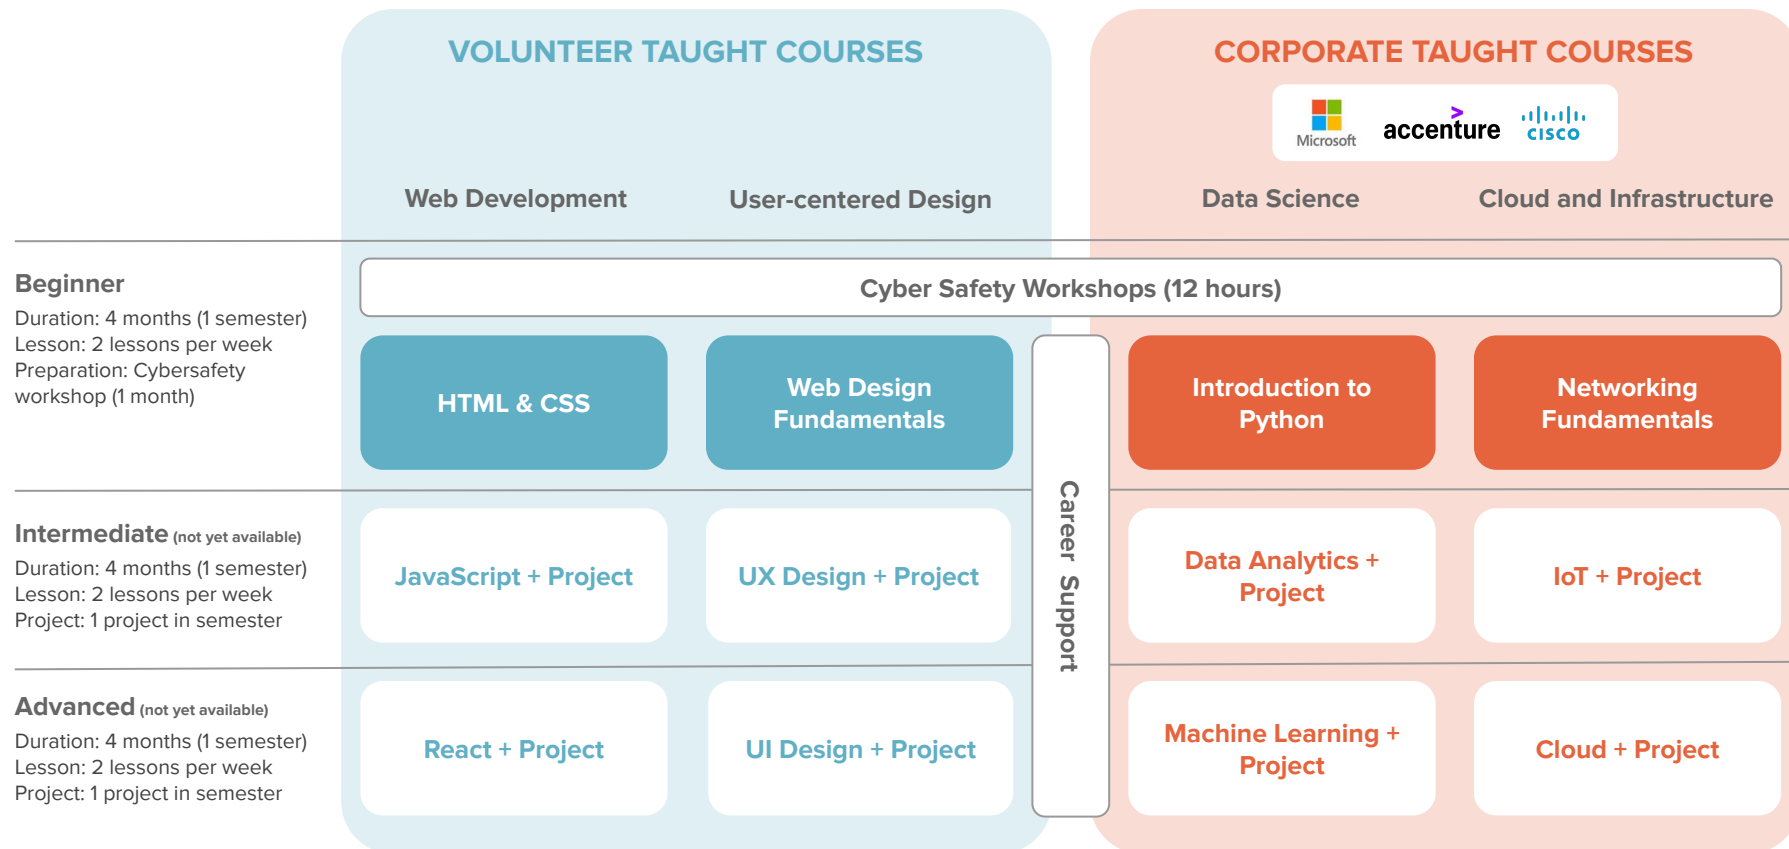 VOLUNTEER TAUGHT COURSES
CORPORATE TAUGHT COURSES
Microsoft
accenture
cisco
Web Development
User-centered Design
Data Science
Cloud and Infrastructure
Beginner
Duration: 4 months (1 semester)
Lesson: 2 lessons per week
Preparation: Cybersafety
workshop (1 month)
Cyber Safety Workshops (12 hours)
HTML & CSS
Web Design
Fundamentals
Introduction to
Python
Networking
Fundamentals
Career Support
Intermediate (not yet available)
Duration: 4 months (1 semester)
Lesson: 2 lessons per week
Project: 1 project in semester
JavaScript + Project
UX Design + Project
Data Analytics +
Project
IoT + Project
Advanced (not yet available)
Duration: 4 months (1 semester)
Lesson: 2 lessons per week
Project: 1 project in semester
React + Project
UI Design + Project
Machine Learning +
Project
Cloud + Project